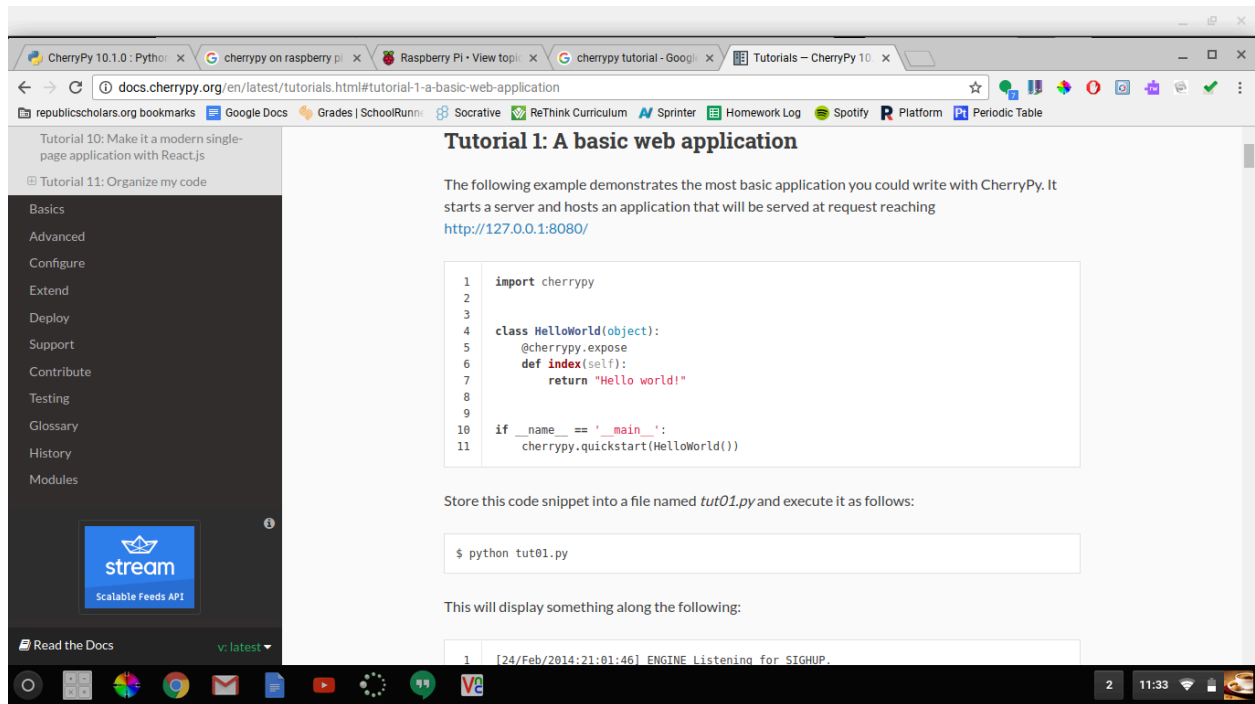 CherryPy 10.1.0 : Python
cherrypy on raspberry pi
Raspberry Pi • View topic
cherrypy tutorial - Google
Tutorials — CherryPy 10.
docs.cherrypy.org/en/latest/tutorials.html#tutorial-1-a-basic-web-application
7
republicscholars.org bookmarks
Google Docs
Grades | SchoolRunne
Socrative
ReThink Curriculum
Sprinter
Homework Log
Spotify
Platform
Pt Periodic Table
Tutorial 10: Make it a modern single-
page application with React.js
Tutorial 11: Organize my code
Basics
Advanced
Configure
Extend
Deploy
Support
Contribute
Testing
Glossary
History
Modules
stream
Scalable Feeds API
Read the Docs
v: latest
Tutorial 1: A basic web application
The following example demonstrates the most basic application you could write with CherryPy. It
starts a server and hosts an application that will be served at request reaching
http://127.0.0.1:8080/
1 import cherrypy
2
3
4 class HelloWorld(object):
5     @cherrypy.expose
6     def index(self):
7         return "Hello world!"
8
9
10 if __name__ == '__main__':
11     cherrypy.quickstart(HelloWorld())
Store this code snippet into a file named tut01.py and execute it as follows:
$ python tut01.py
This will display something along the following:
1 [24/Feb/2014:21:01:46] ENGINE Listening for SIGHUP.
2
11:33